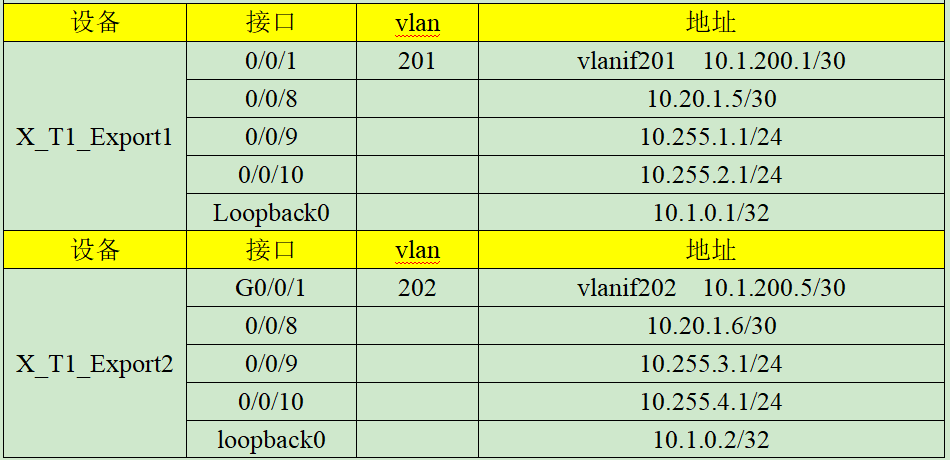 设备 接口 vlan 地址
X_T1_Export1 0/0/1 201 vlanif201 10.1.200.1/30
0/0/8 10.20.1.5/30
0/0/9 10.255.1.1/24
0/0/10 10.255.2.1/24
Loopback0 10.1.0.1/32
设备 接口 vlan 地址
X_T1_Export2 G0/0/1 202 vlanif202 10.1.200.5/30
0/0/8 10.20.1.6/30
0/0/9 10.255.3.1/24
0/0/10 10.255.4.1/24
loopback0 10.1.0.2/32